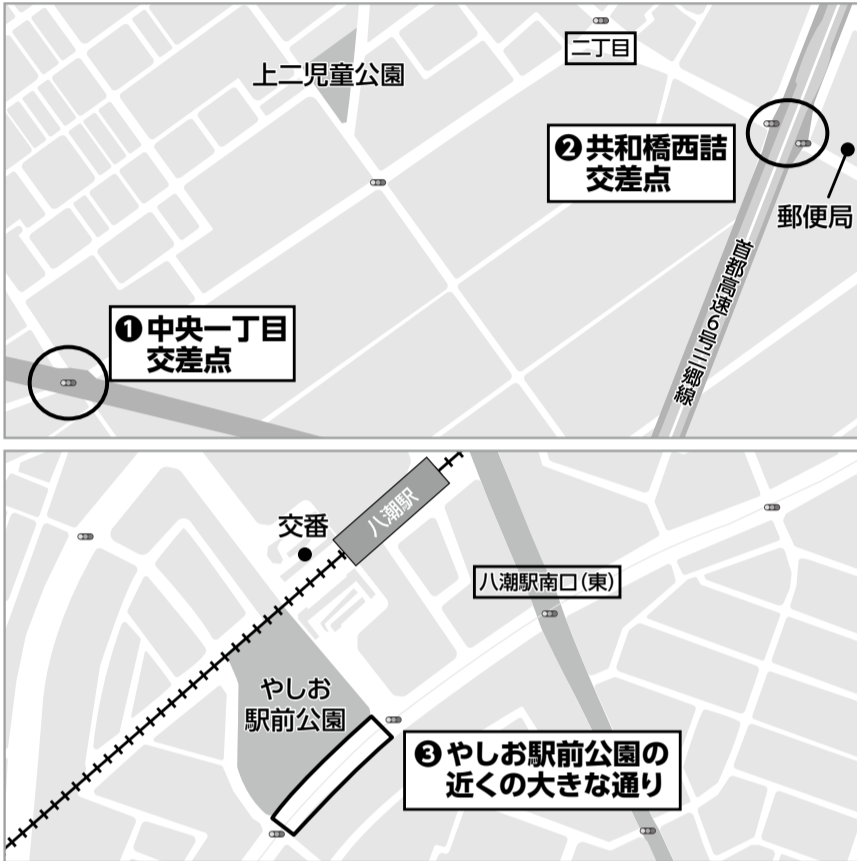 二丁目
上二児童公園
❷共和橋西詰
交差点
郵便局
首都高速6号三郷線
❶中央一丁目
交差点
八潮駅
交番
八潮駅南口(東)
やしお
駅前公園
❸やしお駅前公園の
近くの大きな通り